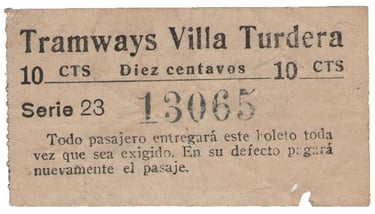 Tramways Villa Turdera
10 CTS Diez centavos 10 CTS
Serie 23 13065
Todo pasajero entregará este boleto toda
vez que sea exigido. En su defecto pagará
nuevamente el pasaje.